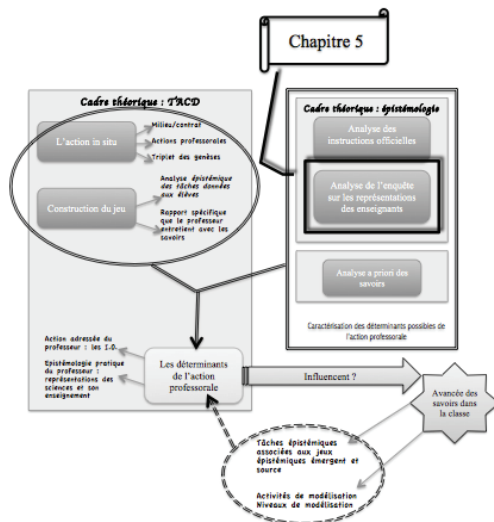 Chapitre 5
Cadre théorique : TACD
L'action in situ
Milieu/contrat
Actions professorales
Triplet des genèses
Construction du jeu
Analyse épistémique
des tâches données
aux élèves
Rapport spécifique
que le professeur
entretient avec les
savoirs
Cadre théorique : épistémologie
Analyse des
instructions officielles
Analyse de l'enquête
sur les représentations
des enseignants
Analyse a priori des
savoirs
Caractérisation des déterminants possibles de
l'action professorale
Action adressée du
professeur : les I.O.
Epistémologie pratique
du professeur :
représentations des
sciences et son
enseignement
Les déterminants
de l'action
professorale
Influencent ?
Avancée des
savoirs dans
la classe
Tâches épistémiques
associées aux jeux
épistémiques émergent et
source
Activités de modélisation
Niveaux de modélisation